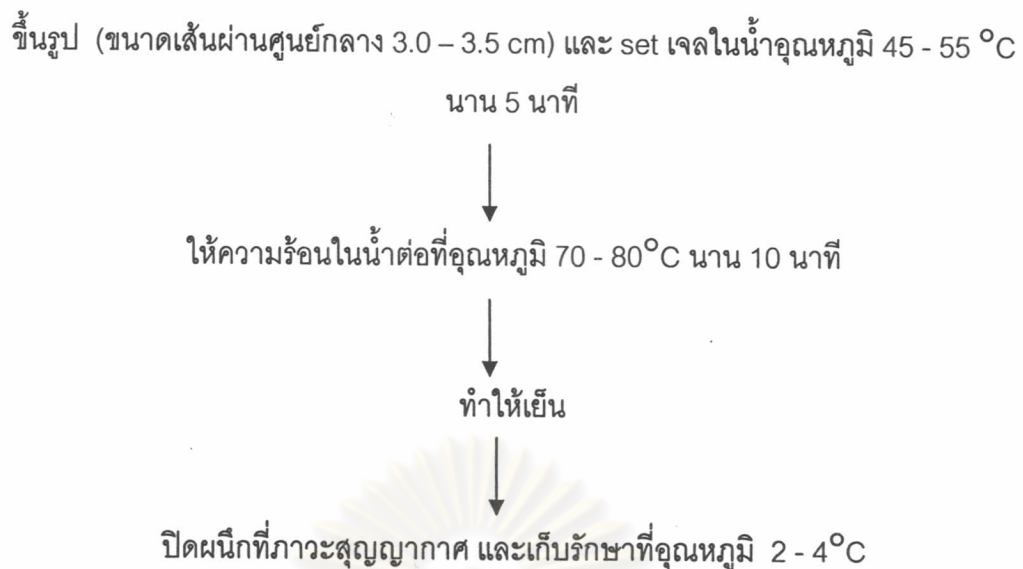 ขึ้นรูป (ขนาดเส้นผ่านศูนย์กลาง 3.0 – 3.5 cm) และ set เจลในน้ำอุณหภูมิ 45 - 55 °C
นาน 5 นาที
ให้ความร้อนในน้ำต่อที่อุณหภูมิ 70 - 80°C นาน 10 นาที
ทำให้เย็น
ปิดผนึกที่ภาวะสุญญากาศ และเก็บรักษาที่อุณหภูมิ 2 - 4°C